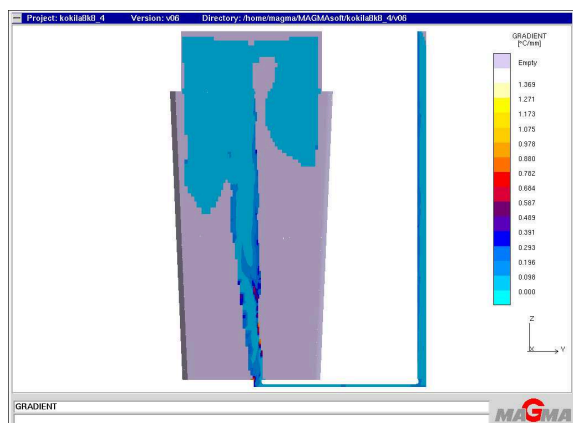 Project: kokila8k8_4 Version: v06 Directory: /home/magma/MAGMAsoft/kokila8k8_4/v06
GRADIENT
[°C/mm]
Empty
1.369
1.271
1.173
1.075
0.978
0.880
0.782
0.684
0.587
0.489
0.391
0.293
0.196
0.098
0.000
Z
X
Y
GRADIENT
MAGMA